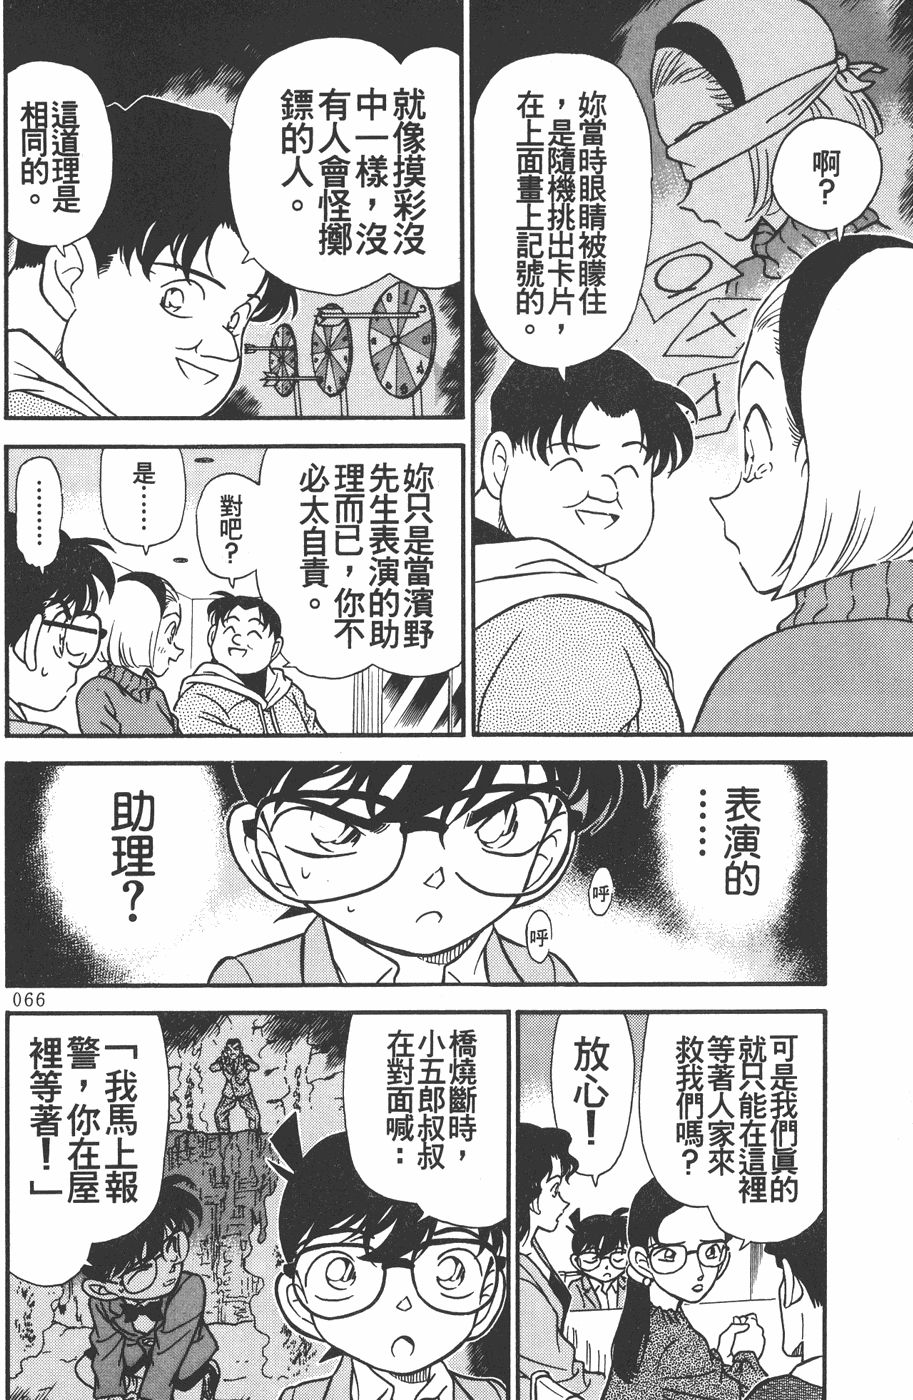 啊？
妳當時眼睛被矇住
，是隨機挑出卡片，
在上面畫上記號的。
就像摸彩沒
中一樣，沒
有人會怪擲
鏢的人。
這道理是
相同的。
妳只是當濱野
先生表演的助
理而已，你不
必太自責。
對吧？
是……
……
表演的
……
助理？
呼
呼
066
可是我們真的
就只能在這裡
等著人家來
救我們嗎？
放心！
橋燒斷時，
小五郎叔叔
在對面喊：
「我馬上報
警，你在屋
裡等著！」